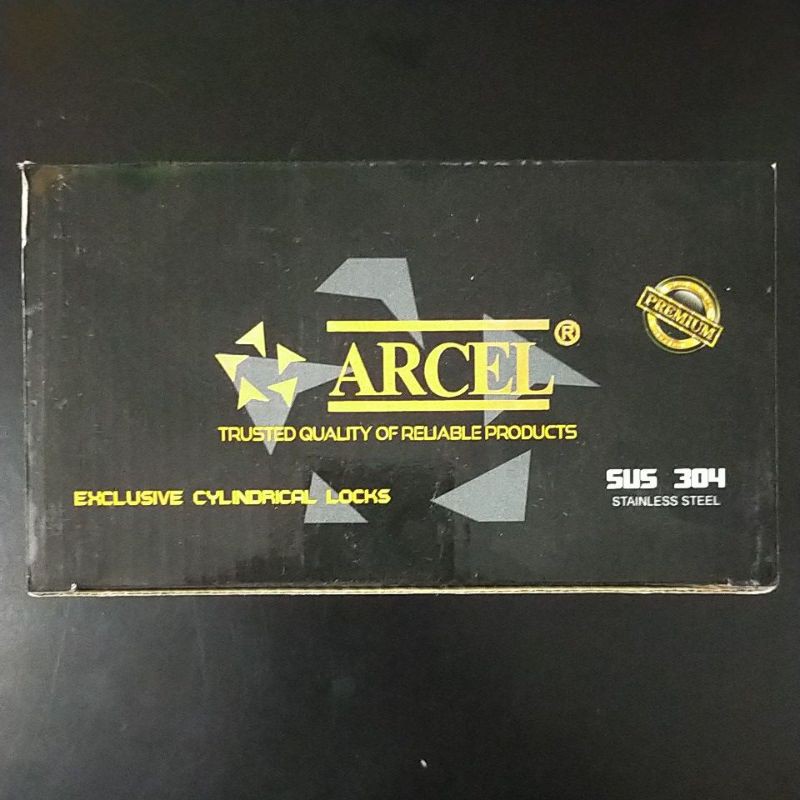 PREMIUM
ARCEL®
TRUSTED QUALITY OF RELIABLE PRODUCTS
EXCLUSIVE CYLINDRICAL LOCKS
SUS 304
STAINLESS STEEL